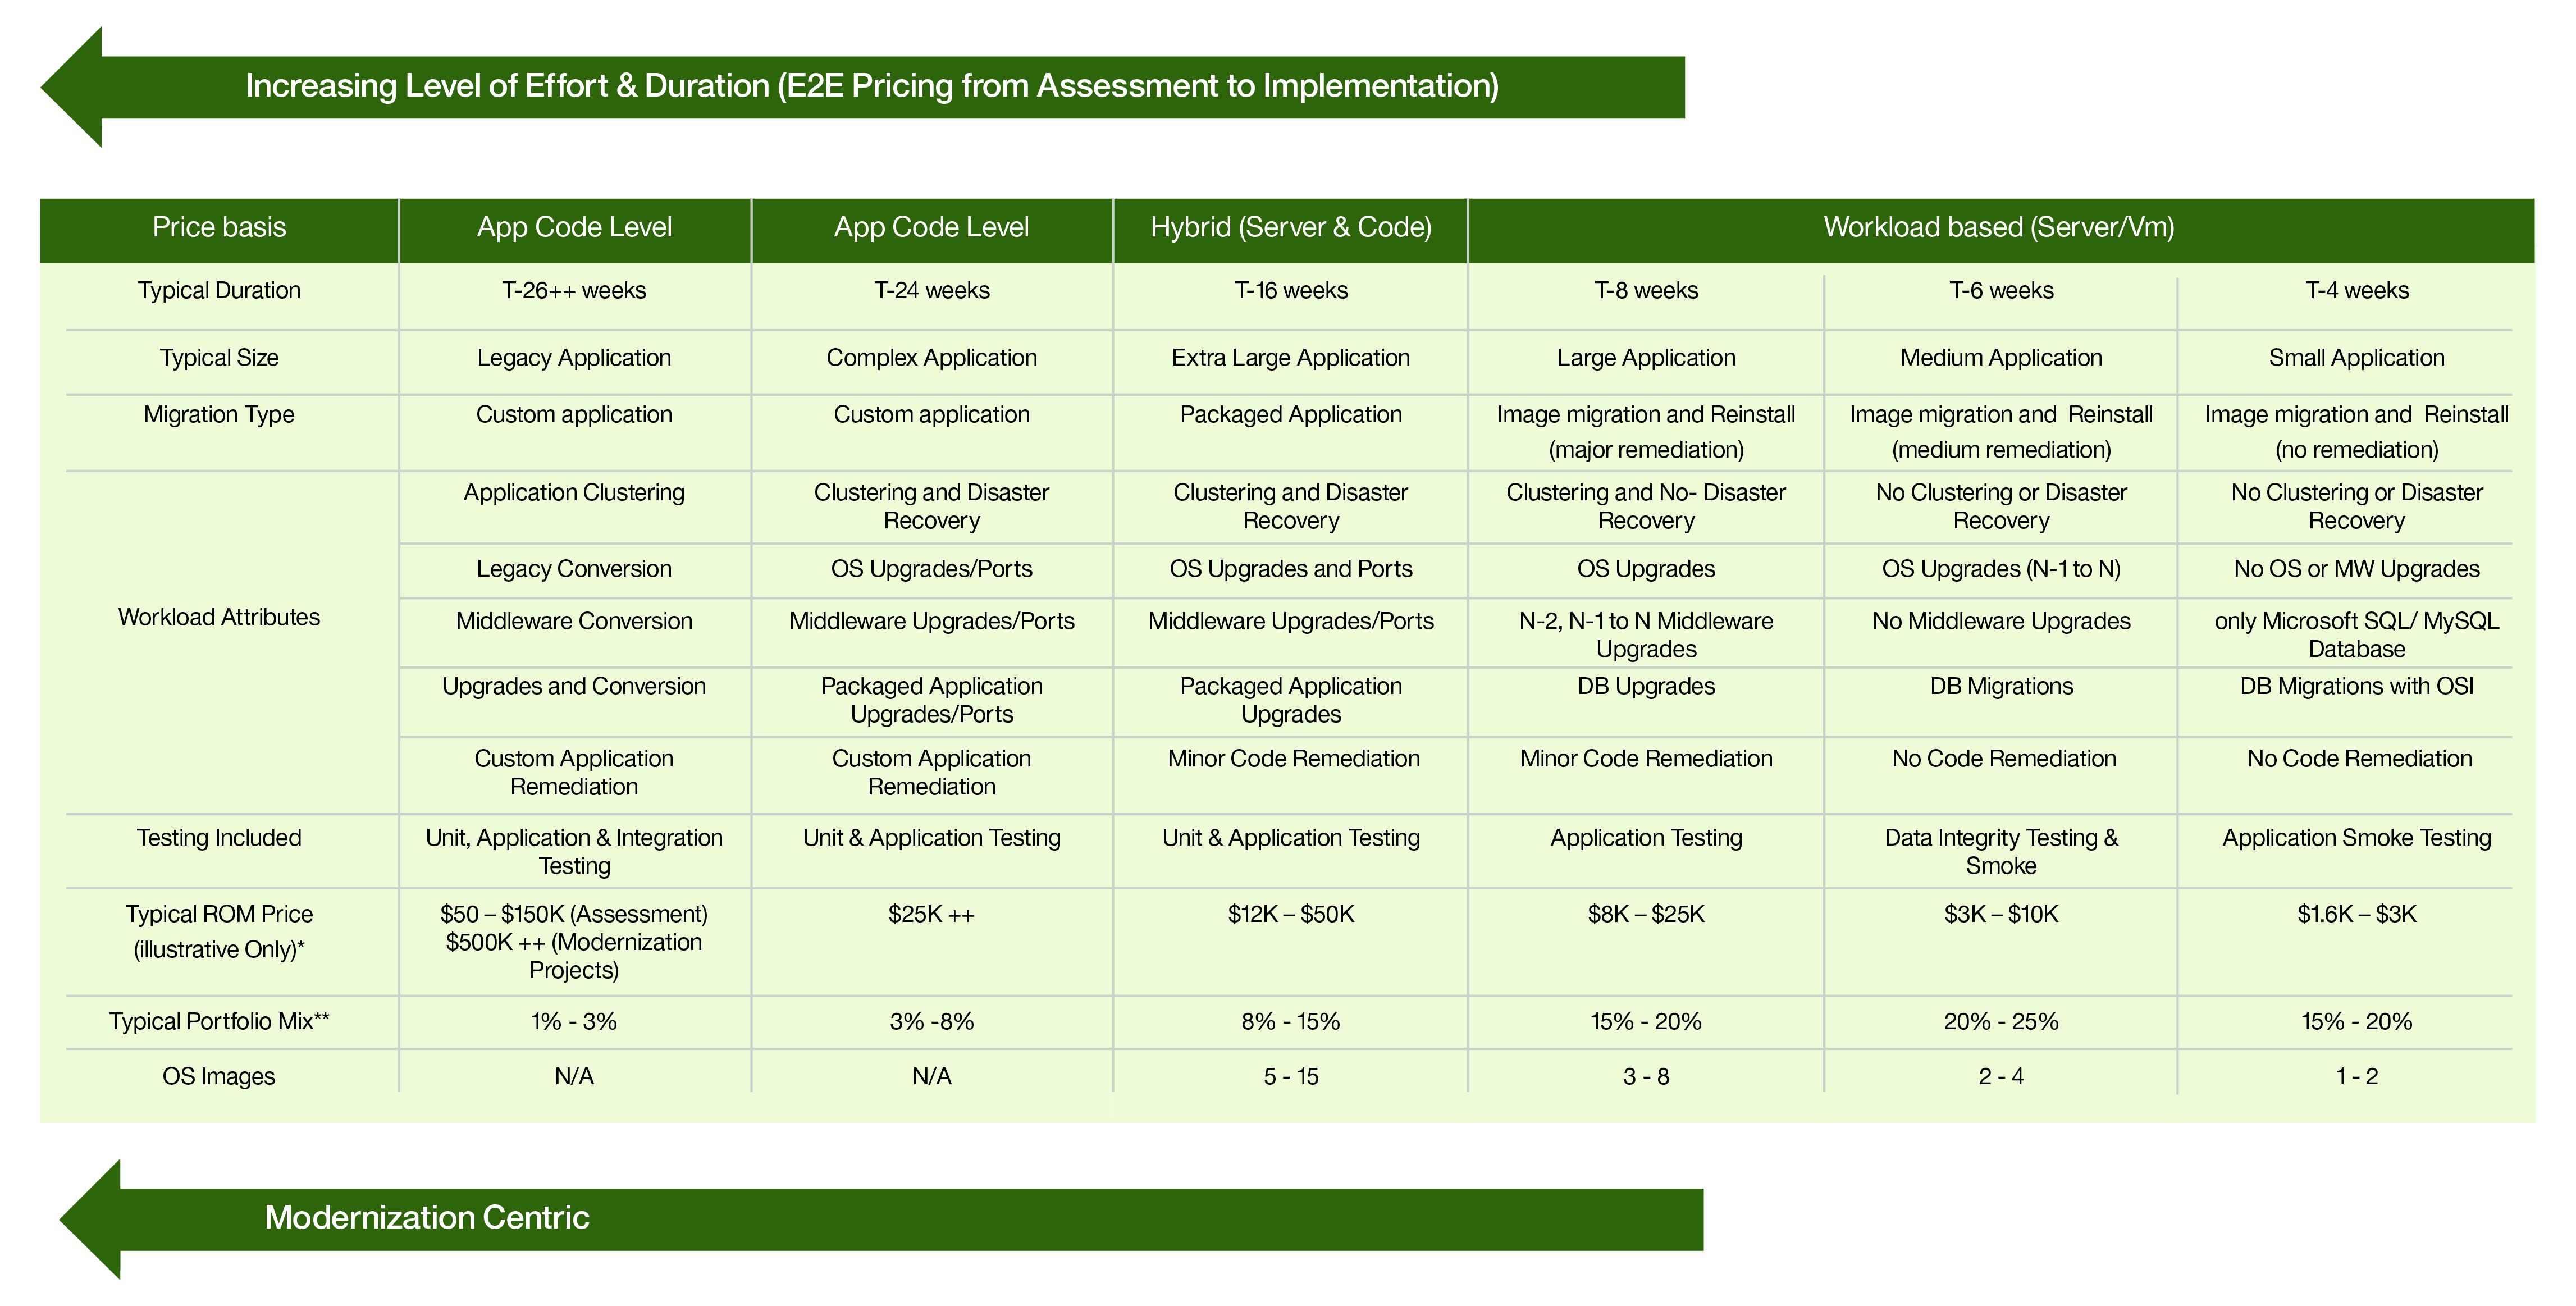 Increasing Level of Effort & Duration (E2E Pricing from Assessment to Implementation)
Price basis
App Code Level
App Code Level
Hybrid (Server & Code)
Workload based (Server/Vm)
Typical Duration
T-26++ weeks
T-24 weeks
T-16 weeks
T-8 weeks
T-6 weeks
T-4 weeks
Typical Size
Legacy Application
Complex Application
Extra Large Application
Large Application
Medium Application
Small Application
Migration Type
Custom application
Custom application
Packaged Application
Image migration and Reinstall
(major remediation)
Image migration and Reinstall
(medium remediation)
Image migration and Reinstall
(no remediation)
Workload Attributes
Application Clustering
Clustering and Disaster
Recovery
Clustering and Disaster
Recovery
Clustering and No- Disaster
Recovery
No Clustering or Disaster
Recovery
No Clustering or Disaster
Recovery
Legacy Conversion
OS Upgrades/Ports
OS Upgrades and Ports
OS Upgrades
OS Upgrades (N-1 to N)
No OS or MW Upgrades
Middleware Conversion
Middleware Upgrades/Ports
Middleware Upgrades/Ports
N-2, N-1 to N Middleware
Upgrades
No Middleware Upgrades
only Microsoft SQL/ MySQL
Database
Upgrades and Conversion
Packaged Application
Upgrades/Ports
Packaged Application
Upgrades
DB Upgrades
DB Migrations
DB Migrations with OSI
Custom Application
Remediation
Custom Application
Remediation
Minor Code Remediation
Minor Code Remediation
No Code Remediation
No Code Remediation
Testing Included
Unit, Application & Integration
Testing
Unit & Application Testing
Unit & Application Testing
Application Testing
Data Integrity Testing &
Smoke
Application Smoke Testing
Typical ROM Price
(illustrative Only)*
$50 – $150K (Assessment)
$500K ++ (Modernization
Projects)
$25K ++
$12K – $50K
$8K – $25K
$3K – $10K
$1.6K – $3K
Typical Portfolio Mix**
1% - 3%
3% -8%
8% - 15%
15% - 20%
20% - 25%
15% - 20%
OS Images
N/A
N/A
5 - 15
3 - 8
2 - 4
1 - 2
Modernization Centric